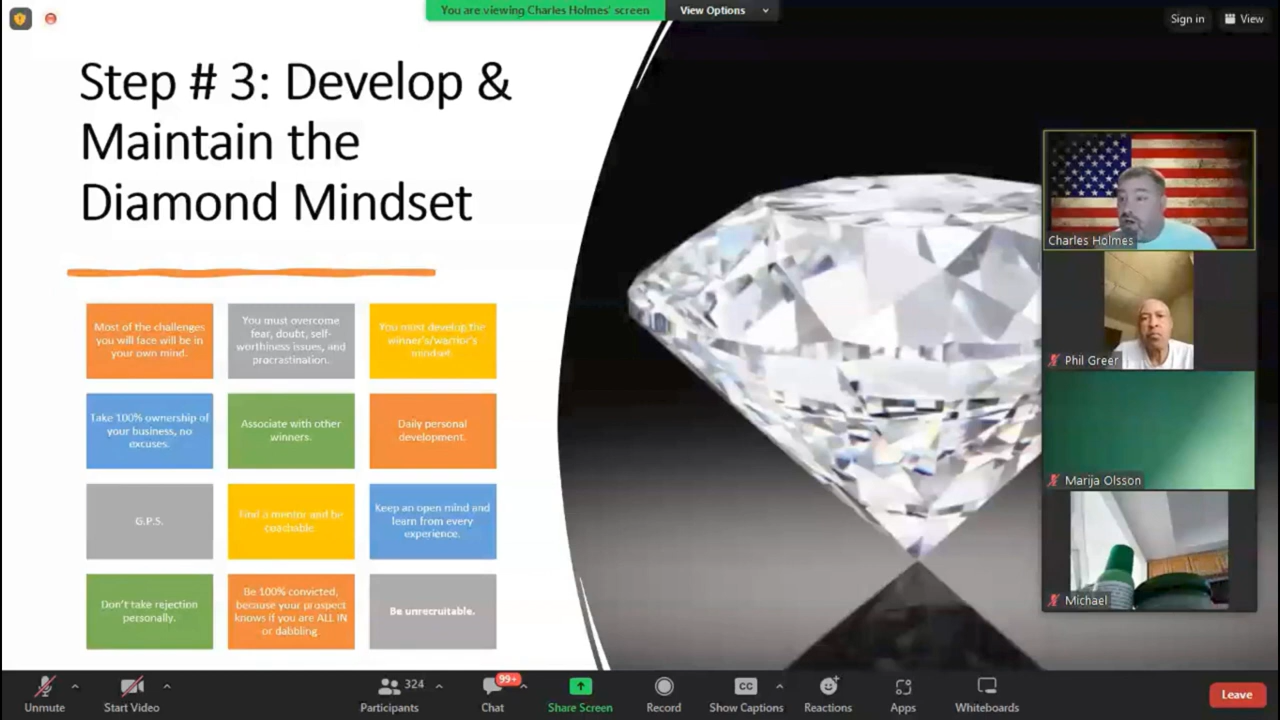 You are viewing Charles Holmes' screen
View Options
Sign in
View
Step # 3: Develop &
Maintain the
Diamond Mindset
Most of the challenges
you will face will be in
your own mind.
You must overcome
fear, doubt, self-
worthiness issues, and
procrastination.
You must develop the
winner's/warrior's
mindset.
Take 100% ownership of
your business, no
excuses.
Associate with other
winners.
Daily personal
development.
G.P.S.
Find a mentor and be
coachable.
Keep an open mind and
learn from every
experience.
Don't take rejection
personally.
Be 100% convicted,
because your prospect
knows if you are ALL IN
or dabbling
Be unrecruitable.
Charles Holmes
Phil Greer
Marija Olsson
Michael
Unmute
Start Video
324
Participants
99+
Chat
Share Screen
Record
CC
Show Captions
Reactions
Apps
Whiteboards
Leave